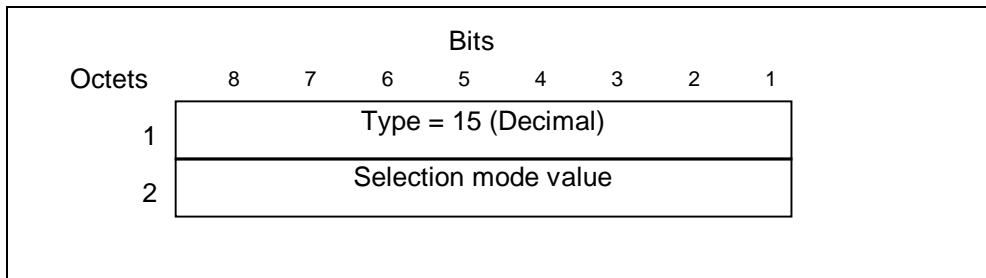 Bits
Octets 8 7 6 5 4 3 2 1
1 Type = 15 (Decimal)
2 Selection mode value